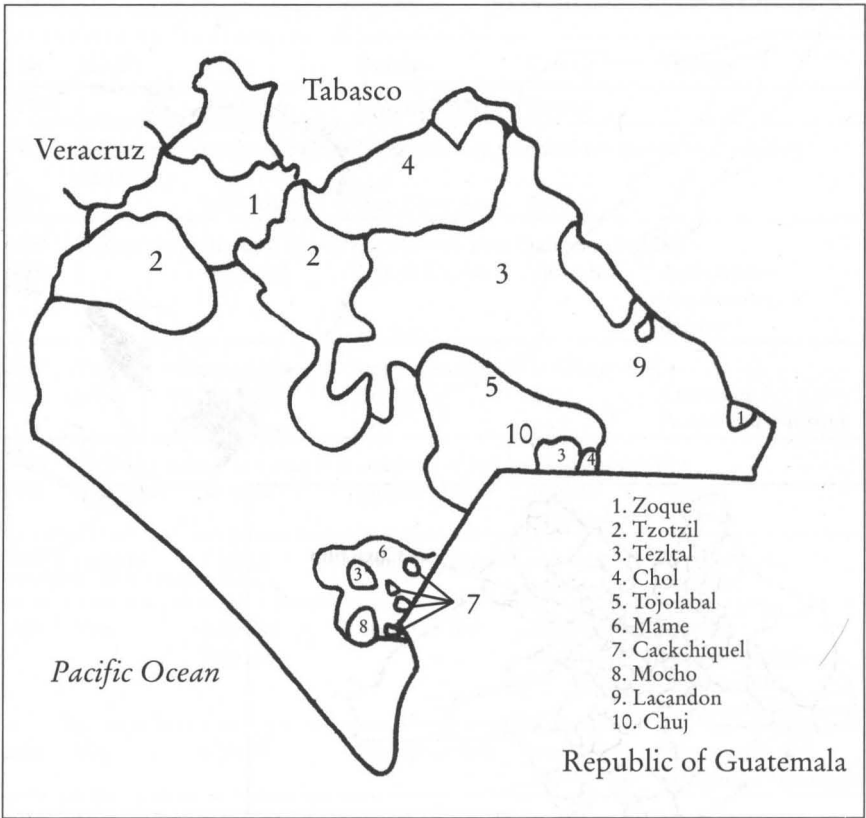 Tabasco
Veracruz
4
1
2
2
3
9
5
1
10
3
4
6
3
7
8
1. Zoque
2. Tzotzil
3. Tezltal
4. Chol
5. Tojolabal
6. Mame
7. Cackchiquel
8. Mocho
9. Lacandon
10. Chuj
Pacific Ocean
Republic of Guatemala